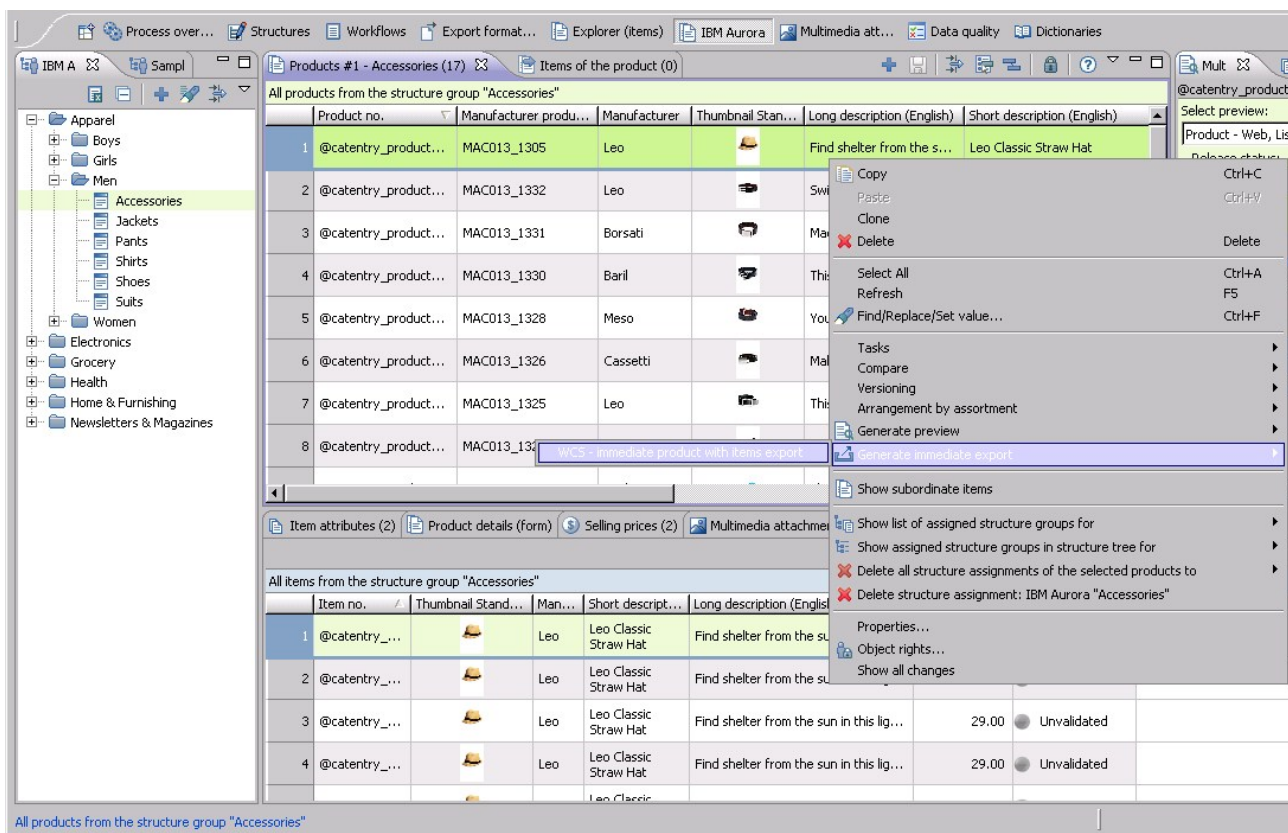 Process over... Structures Workflows Export format... Explorer (items) IBM Aurora Multimedia att... Data quality Dictionaries
IBM A Sampl
Products #1 - Accessories (17) Items of the product (0)
Mult
All products from the structure group "Accessories"
@catentry_product
Select preview:
Product - Web, Lis
Release status:
Apparel
Boys
Girls
Men
Accessories
Jackets
Pants
Shirts
Shoes
Suits
Women
Electronics
Grocery
Health
Home & Furnishing
Newsletters & Magazines
Product no. Manufacturer produ... Manufacturer Thumbnail Stan... Long description (English) Short description (English)
1 @catentry_product... MAC013_1305 Leo Find shelter from the s... Leo Classic Straw Hat
2 @catentry_product... MAC013_1332 Leo Swi
3 @catentry_product... MAC013_1331 Borsati Ma
4 @catentry_product... MAC013_1330 Baril This
5 @catentry_product... MAC013_1328 Meso You
6 @catentry_product... MAC013_1326 Cassetti Mal
7 @catentry_product... MAC013_1325 Leo This
8 @catentry_product... MAC013_132
Copy Ctrl+C
Paste Ctrl+V
Clone
Delete Delete
Select All Ctrl+A
Refresh F5
Find/Replace/Set value... Ctrl+F
Tasks
Compare
Versioning
Arrangement by assortment
Generate preview
Generate immediate export
WCS - immediate product with items export
Show subordinate items
Show list of assigned structure groups for
Show assigned structure groups in structure tree for
Delete all structure assignments of the selected products to
Delete structure assignment: IBM Aurora "Accessories"
Properties...
Object rights...
Show all changes
Item attributes (2) Product details (form) Selling prices (2) Multimedia attachme
All items from the structure group "Accessories"
Item no. Thumbnail Stand... Man... Short descript... Long description (Englis
1 @catentry_... Leo Leo Classic Straw Hat Find shelter from the su
2 @catentry_... Leo Leo Classic Straw Hat Find shelter from the su
3 @catentry_... Leo Leo Classic Straw Hat Find shelter from the sun in this lig... 29.00 Unvalidated
4 @catentry_... Leo Leo Classic Straw Hat Find shelter from the sun in this lig... 29.00 Unvalidated
Leo Classic
All products from the structure group "Accessories"